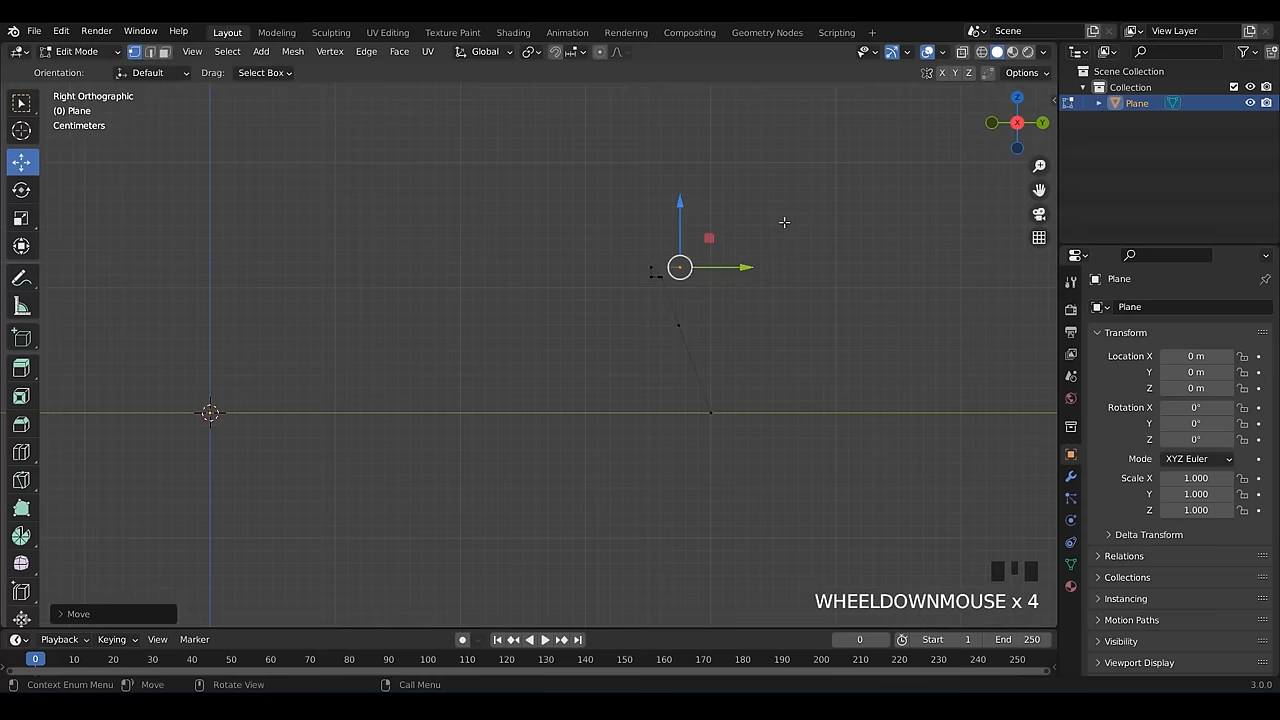 File Edit Render Window Help Layout Modeling Sculpting UV Editing Texture Paint Shading Animation Rendering Compositing Geometry Nodes Scripting + Scene View Layer
Edit Mode View Select Add Mesh Vertex Edge Face UV Global
Orientation: Default Drag: Select Box X Y Z Options
Scene Collection
Collection
Plane
Right Orthographic
(0) Plane
Centimeters
Z
X
Y
Plane
Plane
Transform
Location X 0 m
Y 0 m
Z 0 m
Rotation X 0°
Y 0°
Z 0°
Mode XYZ Euler
Scale X 1.000
Y 1.000
Z 1.000
Delta Transform
Relations
Collections
Instancing
Motion Paths
Visibility
Viewport Display
WHEELDOWNMOUSE x 4
Move
Playback Keying View Marker 0 Start 1 End 250
0 10 20 30 40 50 60 70 80 90 100 110 120 130 140 150 160 170 180 190 200 210 220 230 240 250
Context Enum Menu Move Rotate View Call Menu 3.0.0